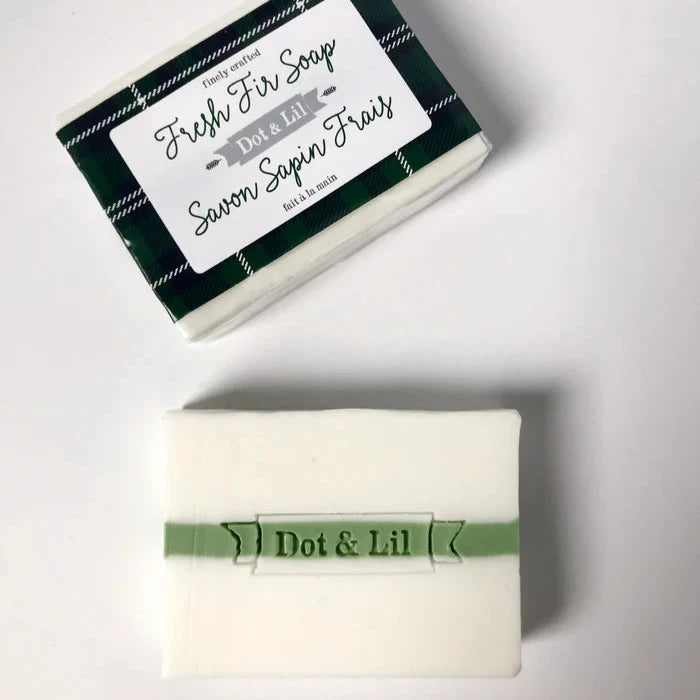 finely crafted
Fresh Fir Soap
Dot & Lil
Savon Sapin Frais
fait à la main
Dot & Lil